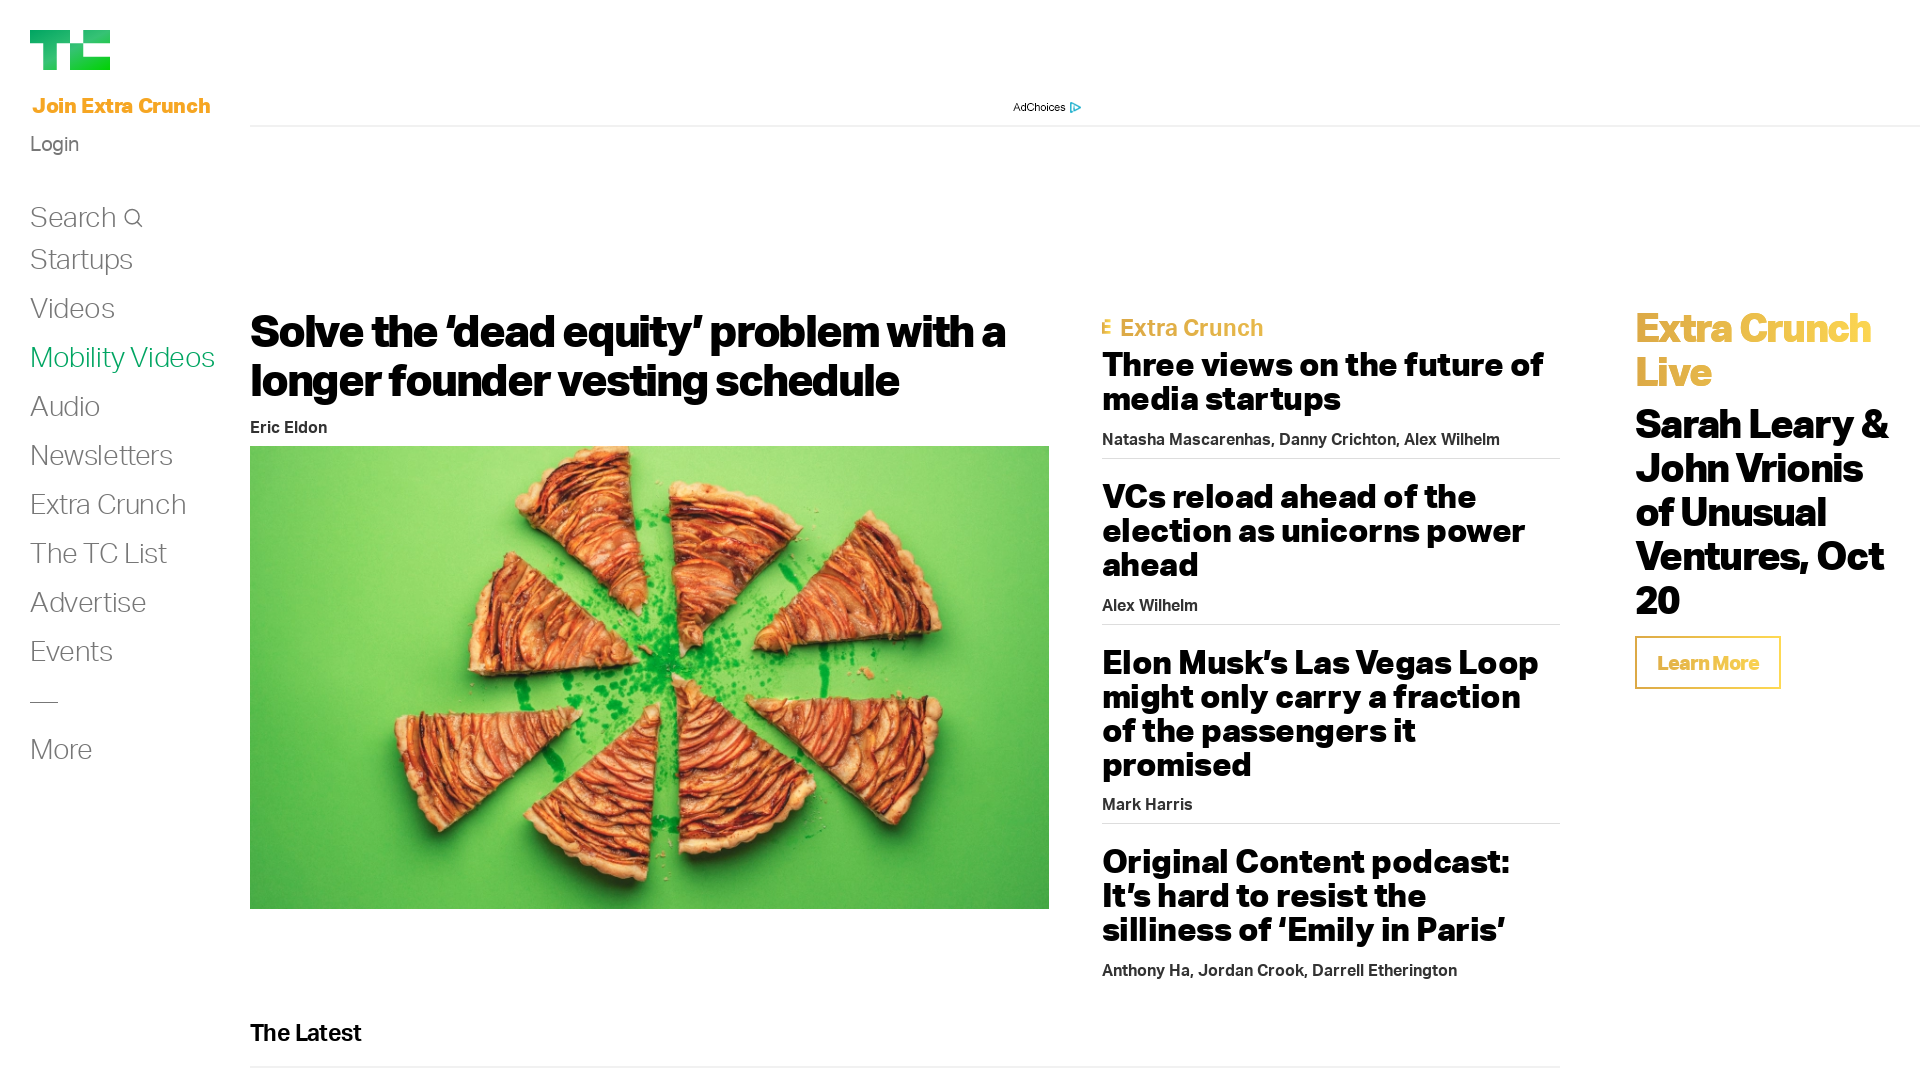 TC
Join Extra Crunch
Login
Search
Startups
Videos
Mobility Videos
Audio
Newsletters
Extra Crunch
The TC List
Advertise
Events
More
AdChoices
Solve the ‘dead equity’ problem with a
longer founder vesting schedule
Eric Eldon
Extra Crunch
Three views on the future of
media startups
Natasha Mascarenhas, Danny Crichton, Alex Wilhelm
VCs reload ahead of the
election as unicorns power
ahead
Alex Wilhelm
Elon Musk’s Las Vegas Loop
might only carry a fraction
of the passengers it
promised
Mark Harris
Original Content podcast:
It’s hard to resist the
silliness of ‘Emily in Paris’
Anthony Ha, Jordan Crook, Darrell Etherington
Extra Crunch
Live
Sarah Leary &
John Vrionis
of Unusual
Ventures, Oct
20
Learn More
The Latest